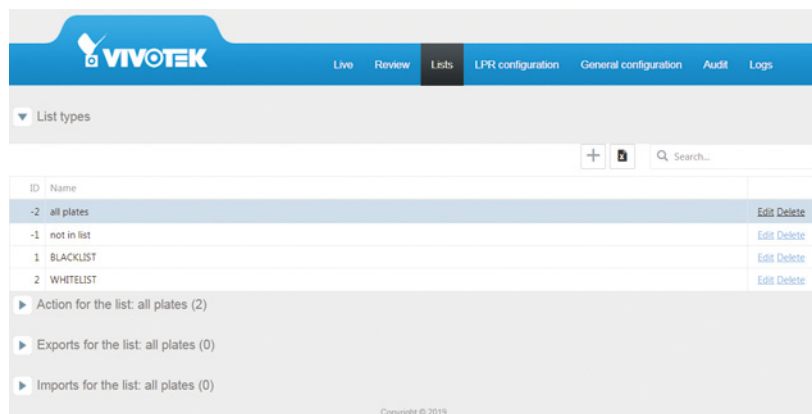 VIVOTEK
Live Review Lists LPR configuration General configuration Audit Logs
List types
Search...
ID Name
-2 all plates Edit Delete
-1 not in list Edit Delete
1 BLACKLIST Edit Delete
2 WHITELIST Edit Delete
Action for the list: all plates (2)
Exports for the list: all plates (0)
Imports for the list: all plates (0)
Copyright © 2019